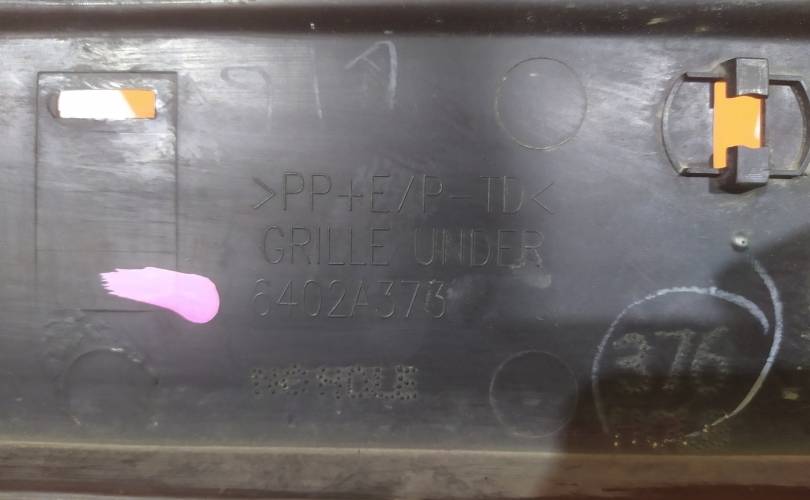 >PP+E/P-TD<
GRILLE UNDER
6402A373
376